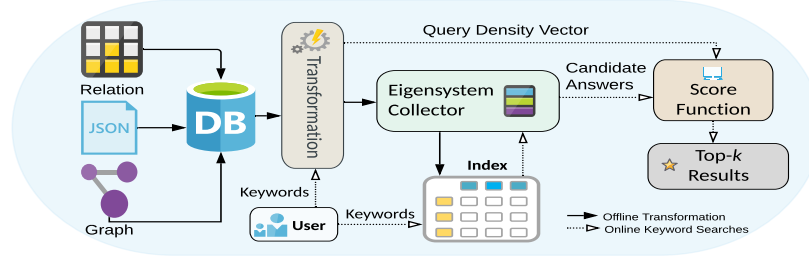 Relation
JSON
Graph
DB
Transformation
Keywords
User
Keywords
Query Density Vector
Eigensystem
Collector
Index
Candidate
Answers
Score
Function
Top-k
Results
Offline Transformation
Online Keyword Searches